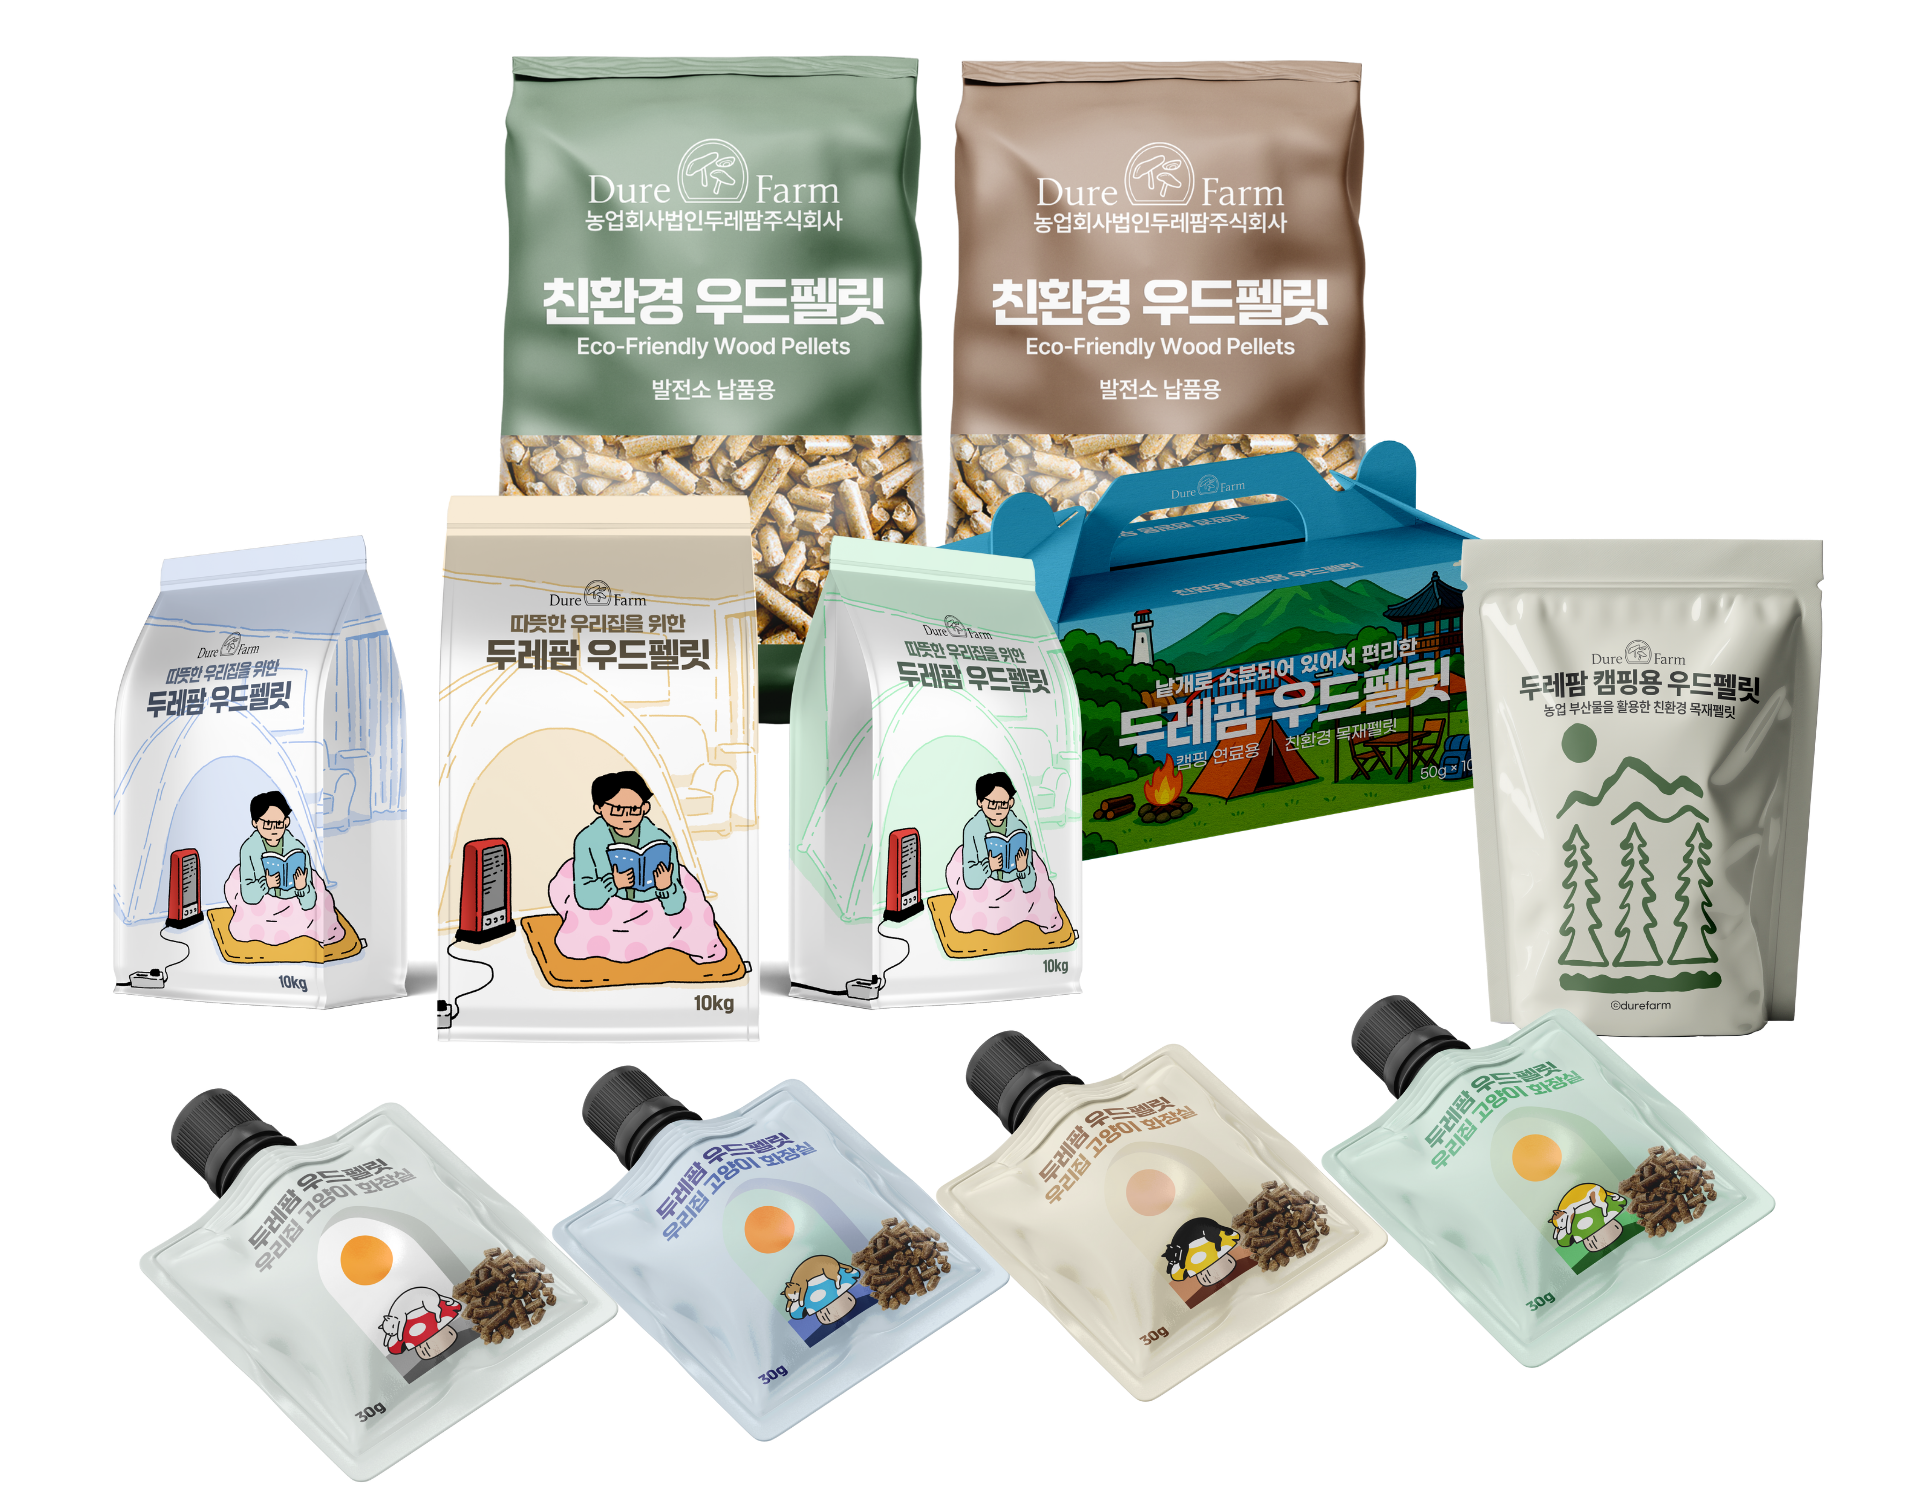 Dure Farm
농업회사법인두레팜주식회사
친환경 우드펠릿
Eco-Friendly Wood Pellets
발전소 납품용
Dure Farm
농업회사법인두레팜주식회사
친환경 우드펠릿
Eco-Friendly Wood Pellets
발전소 납품용
Dure Farm
따뜻한 우리집을 위한
두레팜 우드펠릿
10kg
Dure Farm
따뜻한 우리집을 위한
두레팜 우드펠릿
10kg
Dure Farm
따뜻한 우리집을 위한
두레팜 우드펠릿
10kg
Dure Farm
친환경 캠핑용 우드펠릿
낱개로 소분되어 있어서 편리한
두레팜 우드펠릿
캠핑 연료용 친환경 목재펠릿
50g × 10
Dure Farm
두레팜 캠핑용 우드펠릿
농업 부산물을 활용한 친환경 목재펠릿
©durefarm
두레팜 우드펠릿
우리집 고양이 화장실
30g
두레팜 우드펠릿
우리집 고양이 화장실
30g
두레팜 우드펠릿
우리집 고양이 화장실
30g
두레팜 우드펠릿
우리집 고양이 화장실
30g